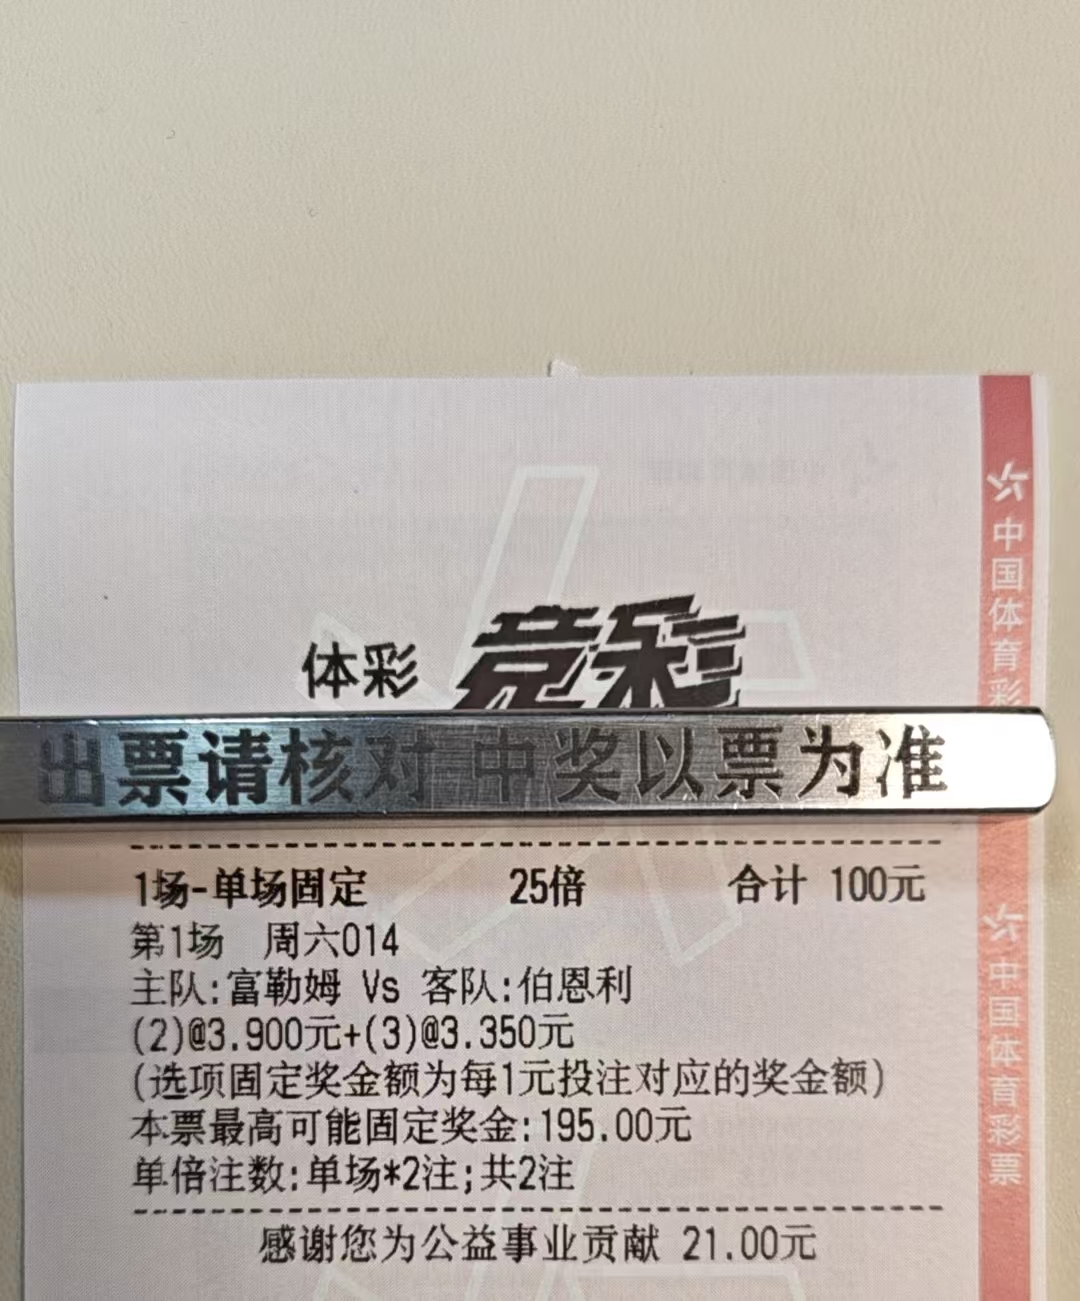 体彩 竞彩
出票请核对 中奖以票为准
1场-单场固定 25倍 合计 100元
第1场 周六014
主队:富勒姆 Vs 客队:伯恩利
(2)@3.900元+(3)@3.350元
(选项固定奖金额为每1元投注对应的奖金额)
本票最高可能固定奖金:195.00元
单倍注数:单场*2注;共2注
感谢您为公益事业贡献 21.00元
中国体育彩
中国体育彩票